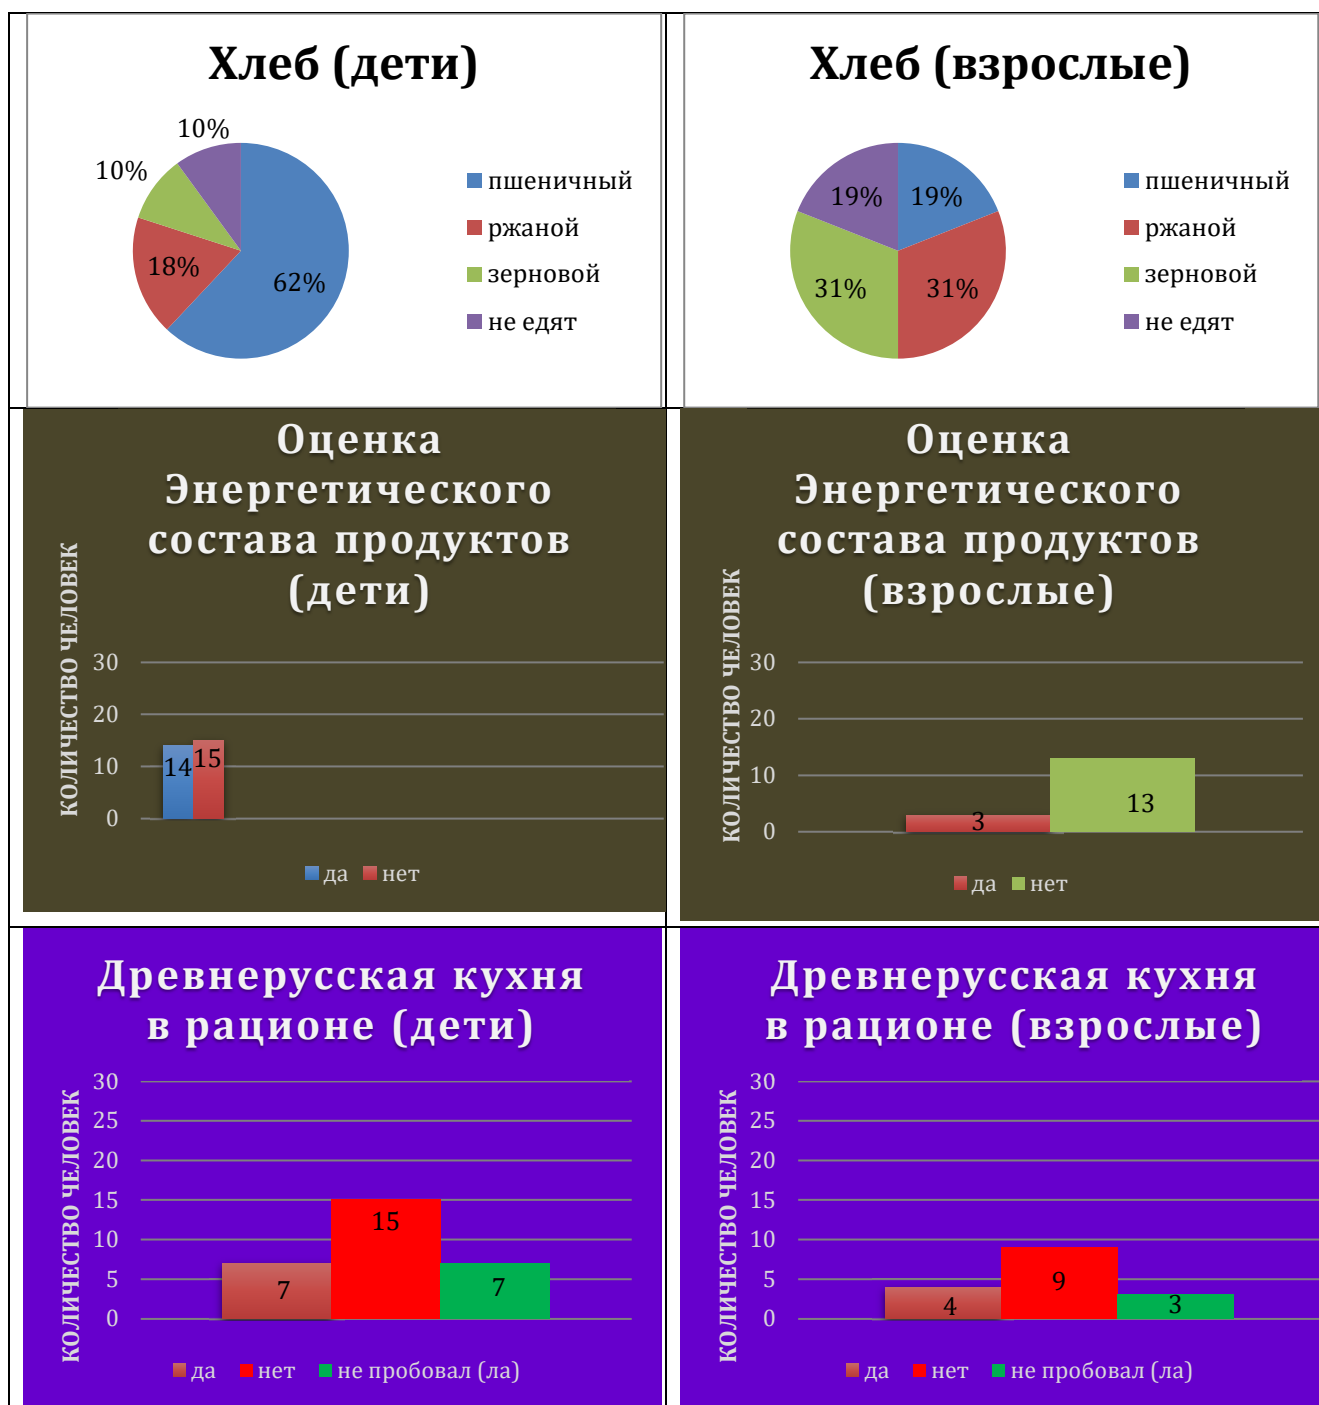 Хлеб (дети)
10%
10%
18%
62%
пшеничный
ржаной
зерновой
не едят
Хлеб (взрослые)
19%
19%
31%
31%
пшеничный
ржаной
зерновой
не едят
Оценка
Энергетического
состава продуктов
(дети)
КОЛИЧЕСТВО ЧЕЛОВЕК
30
20
10
0
14
15
да
нет
Оценка
Энергетического
состава продуктов
(взрослые)
КОЛИЧЕСТВО ЧЕЛОВЕК
30
20
10
0
3
13
да
нет
Древнерусская кухня
в рационе (дети)
КОЛИЧЕСТВО ЧЕЛОВЕК
30
25
20
15
10
5
0
7
15
7
да
нет
не пробовал (ла)
Древнерусская кухня
в рационе (взрослые)
КОЛИЧЕСТВО ЧЕЛОВЕК
30
25
20
15
10
5
0
4
9
3
да
нет
не пробовал (ла)